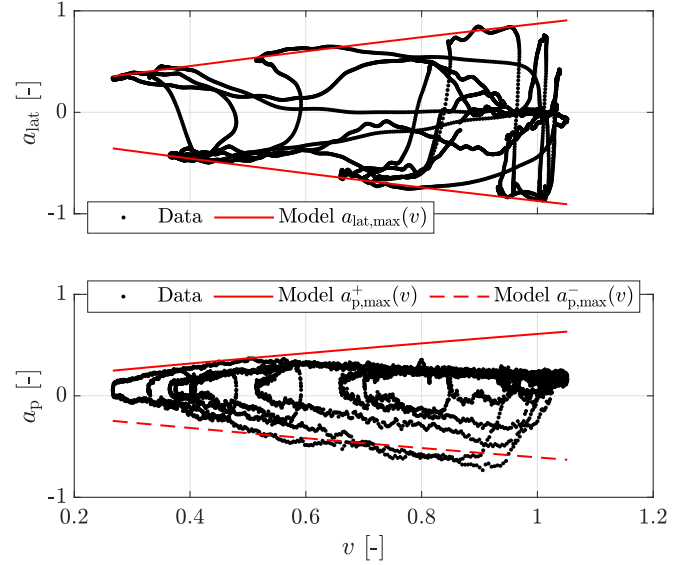 1
0
-1
a_lat [-]
Data Model a_lat,max(v)
Data Model a⁺_p,max(v) Model a⁻_p,max(v)
1
0
-1
a_p [-]
0.2 0.4 0.6 0.8 1 1.2
v [-]